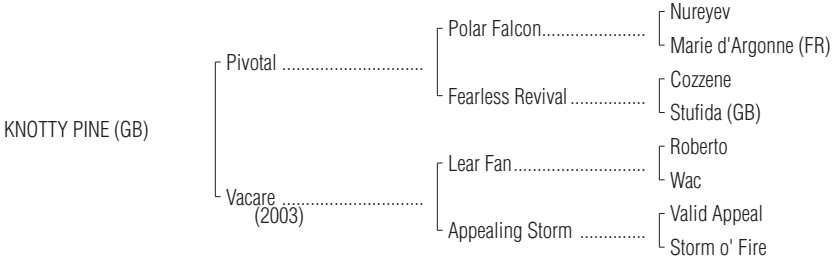 Nureyev
Polar Falcon.......................
Marie d'Argonne (FR)
Pivotal ...............................
Cozzene
Fearless Revival .................
Stufida (GB)
KNOTTY PINE (GB)
Roberto
Lear Fan.............................
Wac
Vacare ...............................
(2003)
Valid Appeal
Appealing Storm ...............
Storm o' Fire